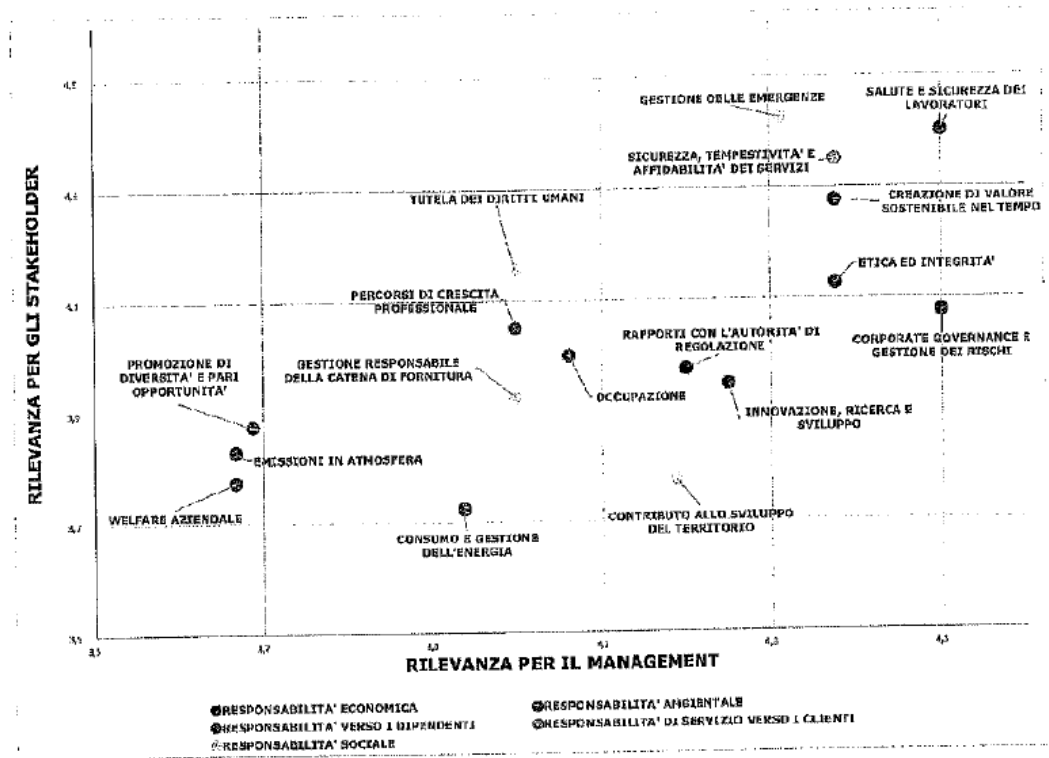 4,5
GESTIONE DELLE EMERGENZE
SALUTE E SICUREZZA DEI
LAVORATORI
SICUREZZA, TEMPESTIVITA' E
AFFIDABILITA' DEI SERVIZI
4,3
TUTELA DEI DIRITTI UMANI
CREAZIONE DI VALORE
SOSTENIBILE NEL TEMPO
ETICA ED INTEGRITA'
RILEVANZA PER GLI STAKEHOLDER
4,1
PERCORSI DI CRESCITA
PROFESSIONALE
RAPPORTI CON L'AUTORITA' DI
REGOLAZIONE
CORPORATE GOVERNANCE E
GESTIONE DEI RISCHI
PROMOZIONE DI
DIVERSITA' E PARI
OPPORTUNITA'
GESTIONE RESPONSABILE
DELLA CATENA DI FORNITURA
OCCUPAZIONE
INNOVAZIONE, RICERCA E
SVILUPPO
3,9
EMISSIONI IN ATMOSFERA
WELFARE AZIENDALE
3,7
CONSUMO E GESTIONE
DELL'ENERGIA
CONTRIBUTO ALLO SVILUPPO
DEL TERRITORIO
3,5
3,5 3,7 3,9 4,1 4,3 4,5
RILEVANZA PER IL MANAGEMENT
RESPONSABILITA' ECONOMICA
RESPONSABILITA' AMBIENTALE
RESPONSABILITA' VERSO I DIPENDENTI
RESPONSABILITA' DI SERVIZIO VERSO I CLIENTI
RESPONSABILITA' SOCIALE